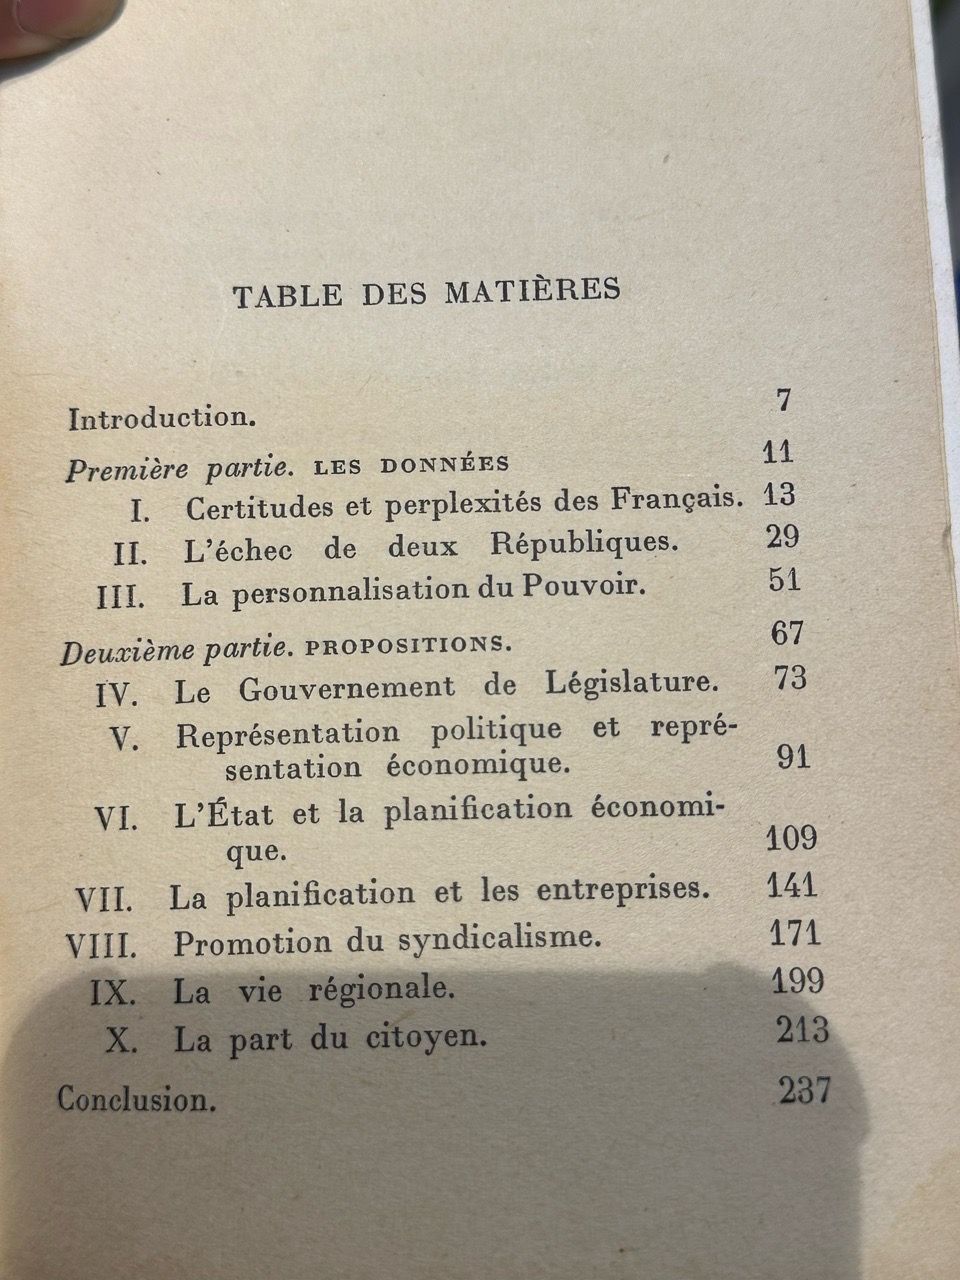 TABLE DES MATIÈRES
Introduction. 7
Première partie. LES DONNÉES 11
I. Certitudes et perplexités des Français. 13
II. L'échec de deux Républiques. 29
III. La personnalisation du Pouvoir. 51
Deuxième partie. PROPOSITIONS. 67
IV. Le Gouvernement de Législature. 73
V. Représentation politique et repré-
sentation économique. 91
VI. L'État et la planification économi-
que. 109
VII. La planification et les entreprises. 141
VIII. Promotion du syndicalisme. 171
IX. La vie régionale. 199
X. La part du citoyen. 213
Conclusion. 237